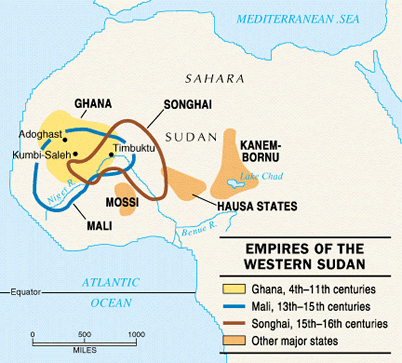 MEDITERRANEAN SEA
SAHARA
GHANA
SONGHAI
Adoghast
SUDAN
KANEM-
BORNU
Kumbi-Saleh
Timbuktu
Lake Chad
Niger R.
MOSSI
HAUSA STATES
MALI
Benue R.
EMPIRES OF THE
WESTERN SUDAN
ATLANTIC
OCEAN
Equator
Ghana, 4th–11th centuries
Mali, 13th–15th centuries
Songhai, 15th–16th centuries
Other major states
0 500 1000
MILES